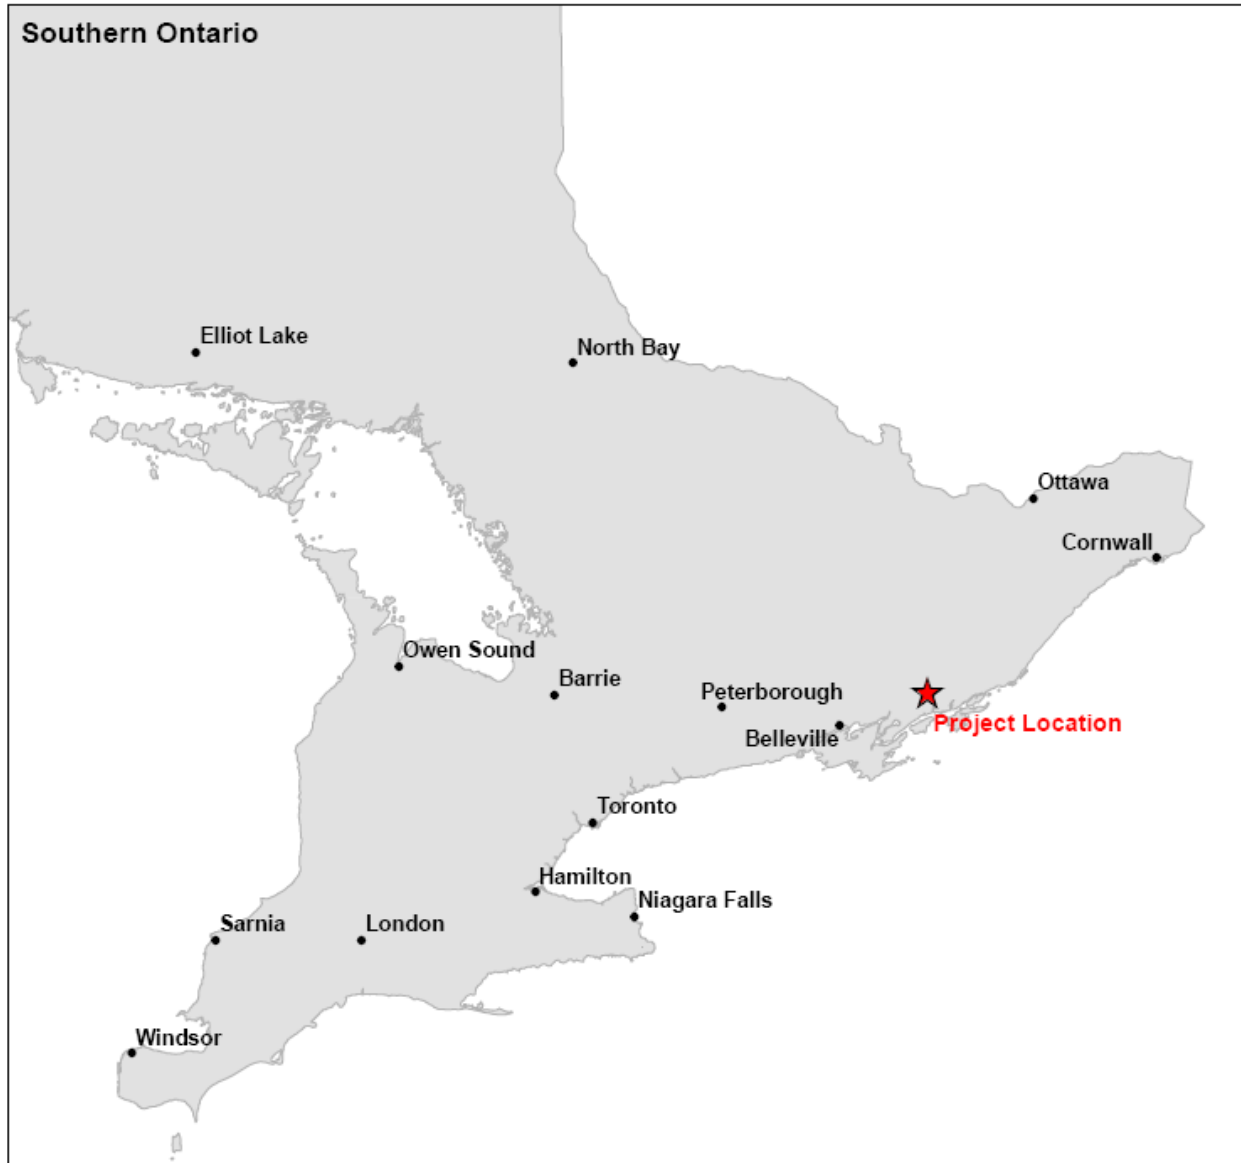 Southern Ontario
Elliot Lake
North Bay
Ottawa
Cornwall
Owen Sound
Barrie
Peterborough
Project Location
Belleville
Toronto
Hamilton
Niagara Falls
Sarnia
London
Windsor